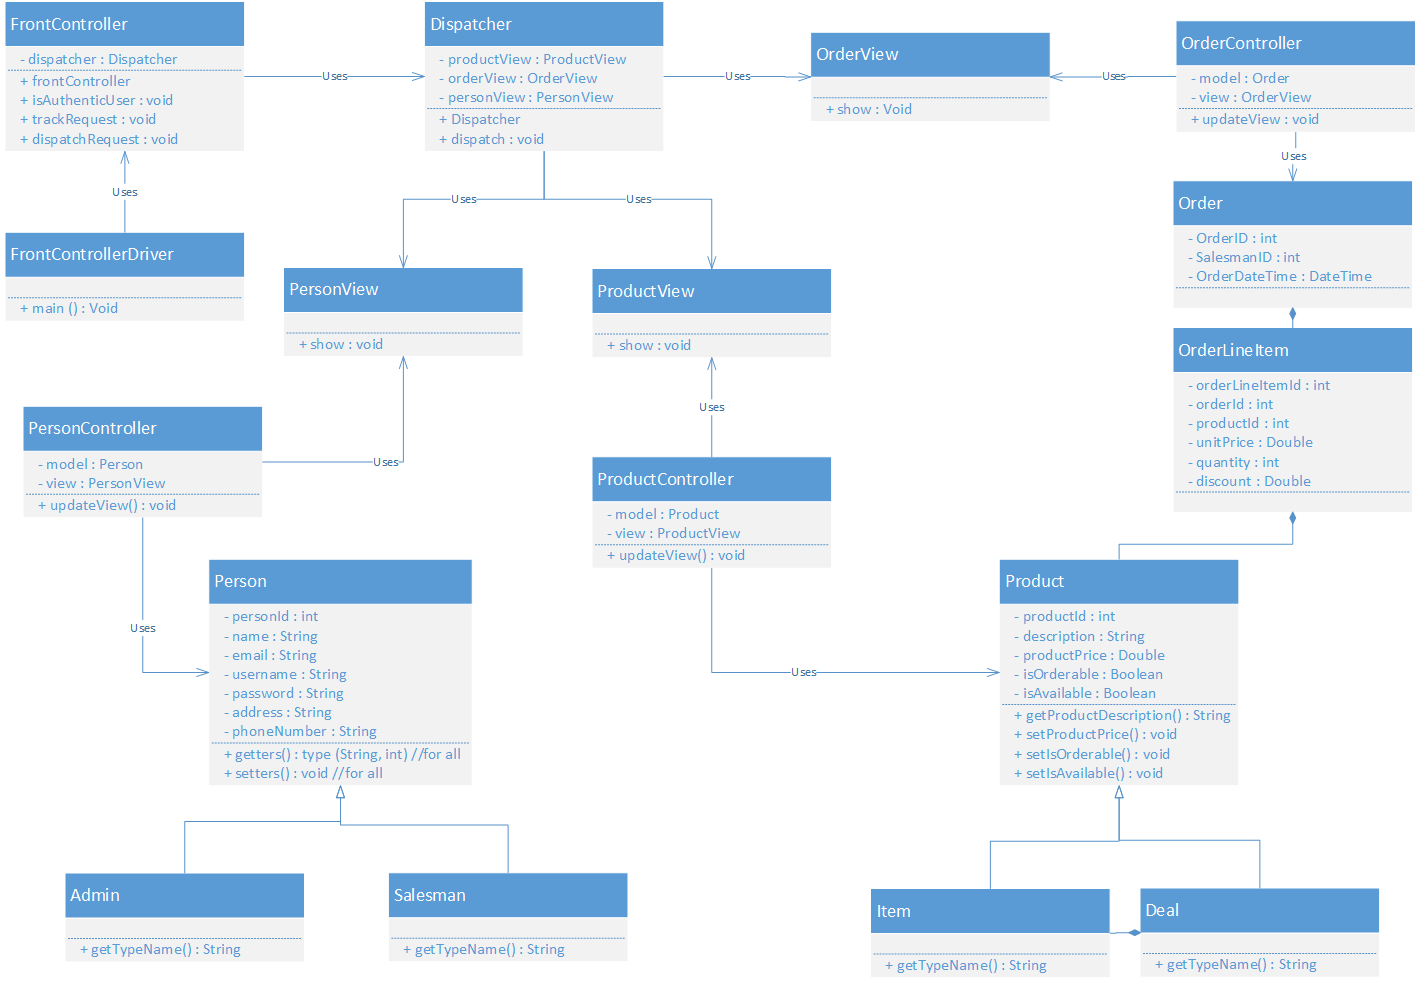 FrontController
- dispatcher : Dispatcher
+ frontController
+ isAuthenticUser : void
+ trackRequest : void
+ dispatchRequest : void
Uses
Dispatcher
- productView : ProductView
- orderView : OrderView
- personView : PersonView
+ Dispatcher
+ dispatch : void
Uses
OrderView
+ show : Void
Uses
OrderController
- model : Order
- view : OrderView
+ updateView : void
Uses
Uses
FrontControllerDriver
+ main () : Void
Uses
Uses
PersonView
+ show : void
ProductView
+ show : void
Order
- OrderID : int
- SalesmanID : int
- OrderDateTime : DateTime
OrderLineItem
- orderLineItemId : int
- orderId : int
- productId : int
- unitPrice : Double
- quantity : int
- discount : Double
PersonController
- model : Person
- view : PersonView
+ updateView() : void
Uses
Uses
ProductController
- model : Product
- view : ProductView
+ updateView() : void
Uses
Person
- personId : int
- name : String
- email : String
- username : String
- password : String
- address : String
- phoneNumber : String
+ getters() : type (String, int) //for all
+ setters() : void //for all
Uses
Product
- productId : int
- description : String
- productPrice : Double
- isOrderable : Boolean
- isAvailable : Boolean
+ getProductDescription() : String
+ setProductPrice() : void
+ setIsOrderable() : void
+ setIsAvailable() : void
Admin
+ getTypeName() : String
Salesman
+ getTypeName() : String
Item
+ getTypeName() : String
Deal
+ getTypeName() : String